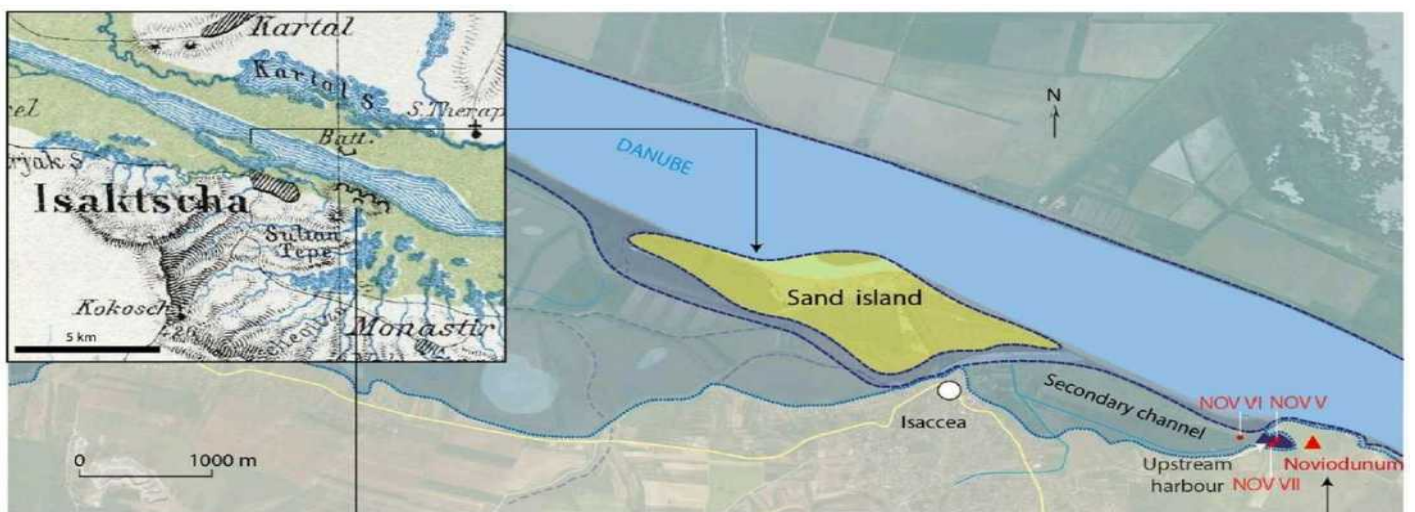 Kartal
Kartal S.
S. Therap
Batt.
Isaktscha
Sultan
Tepe
Kokosch
Monastir
5 km
N
DANUBE
Sand island
Isaccea
Secondary channel
NOV VI
NOV V
Upstream
harbour
NOV VII
Noviodunum
0
1000 m